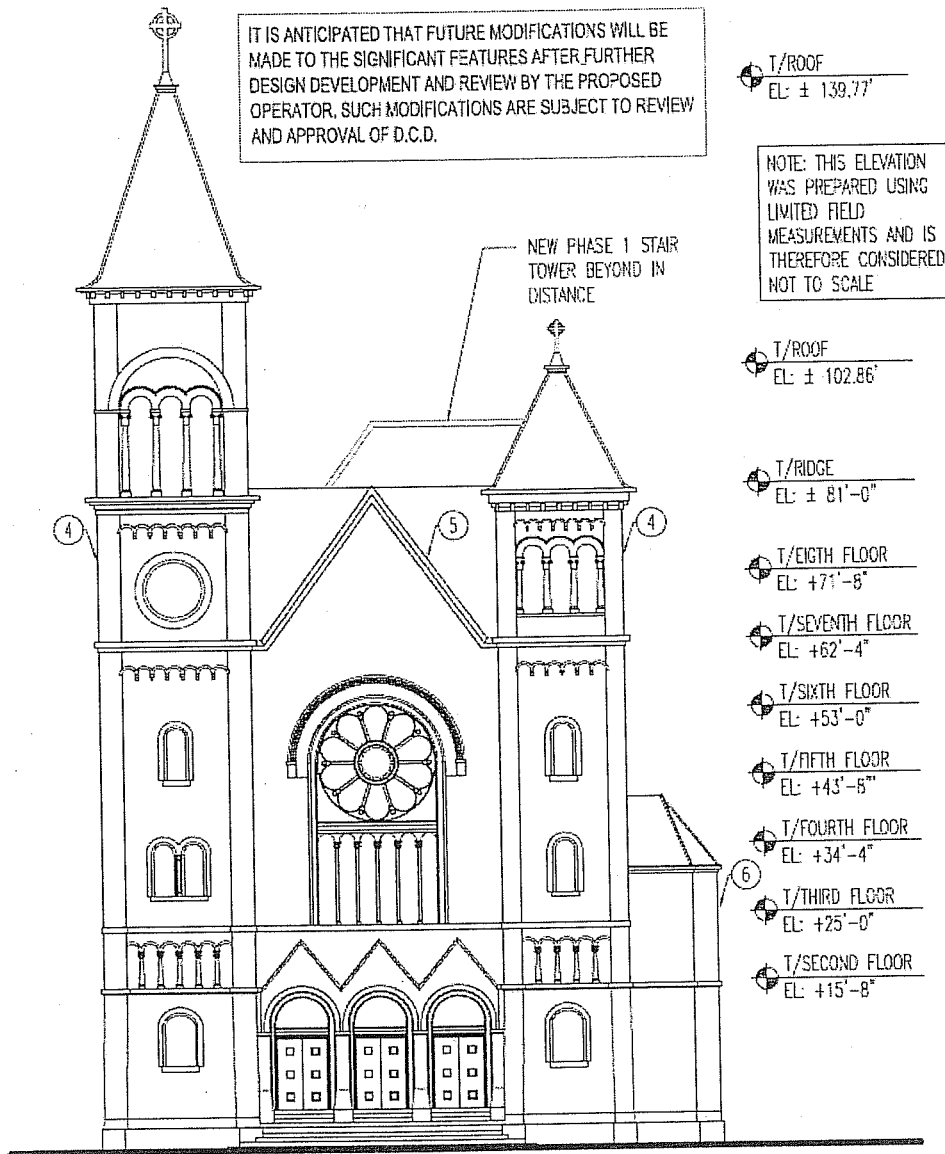 IT IS ANTICIPATED THAT FUTURE MODIFICATIONS WILL BE
MADE TO THE SIGNIFICANT FEATURES AFTER FURTHER
DESIGN DEVELOPMENT AND REVIEW BY THE PROPOSED
OPERATOR, SUCH MODIFICATIONS ARE SUBJECT TO REVIEW
AND APPROVAL OF D.C.D.
T/ROOF
EL: ± 139.77'
NOTE: THIS ELEVATION
WAS PREPARED USING
LIMITED FIELD
MEASUREMENTS AND IS
THEREFORE CONSIDERED
NOT TO SCALE
NEW PHASE 1 STAIR
TOWER BEYOND IN
DISTANCE
T/ROOF
EL: ± 102.86'
T/RIDGE
EL: ± 81'-0"
4
5
4
T/EIGTH FLOOR
EL: +71'-8"
T/SEVENTH FLOOR
EL: +62'-4"
T/SIXTH FLOOR
EL: +53'-0"
T/FIFTH FLOOR
EL: +43'-8"
T/FOURTH FLOOR
EL: +34'-4"
6
T/THIRD FLOOR
EL: +25'-0"
T/SECOND FLOOR
EL: +15'-8"